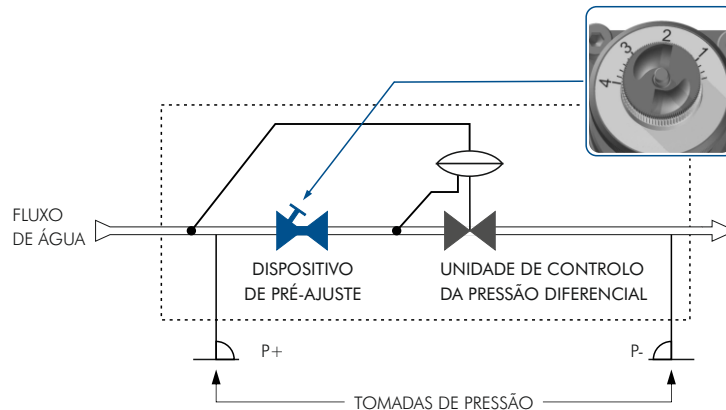 4 3 2 1
FLUXO
DE ÁGUA
DISPOSITIVO
DE PRÉ-AJUSTE
UNIDADE DE CONTROLO
DA PRESSÃO DIFERENCIAL
P+
P-
TOMADAS DE PRESSÃO